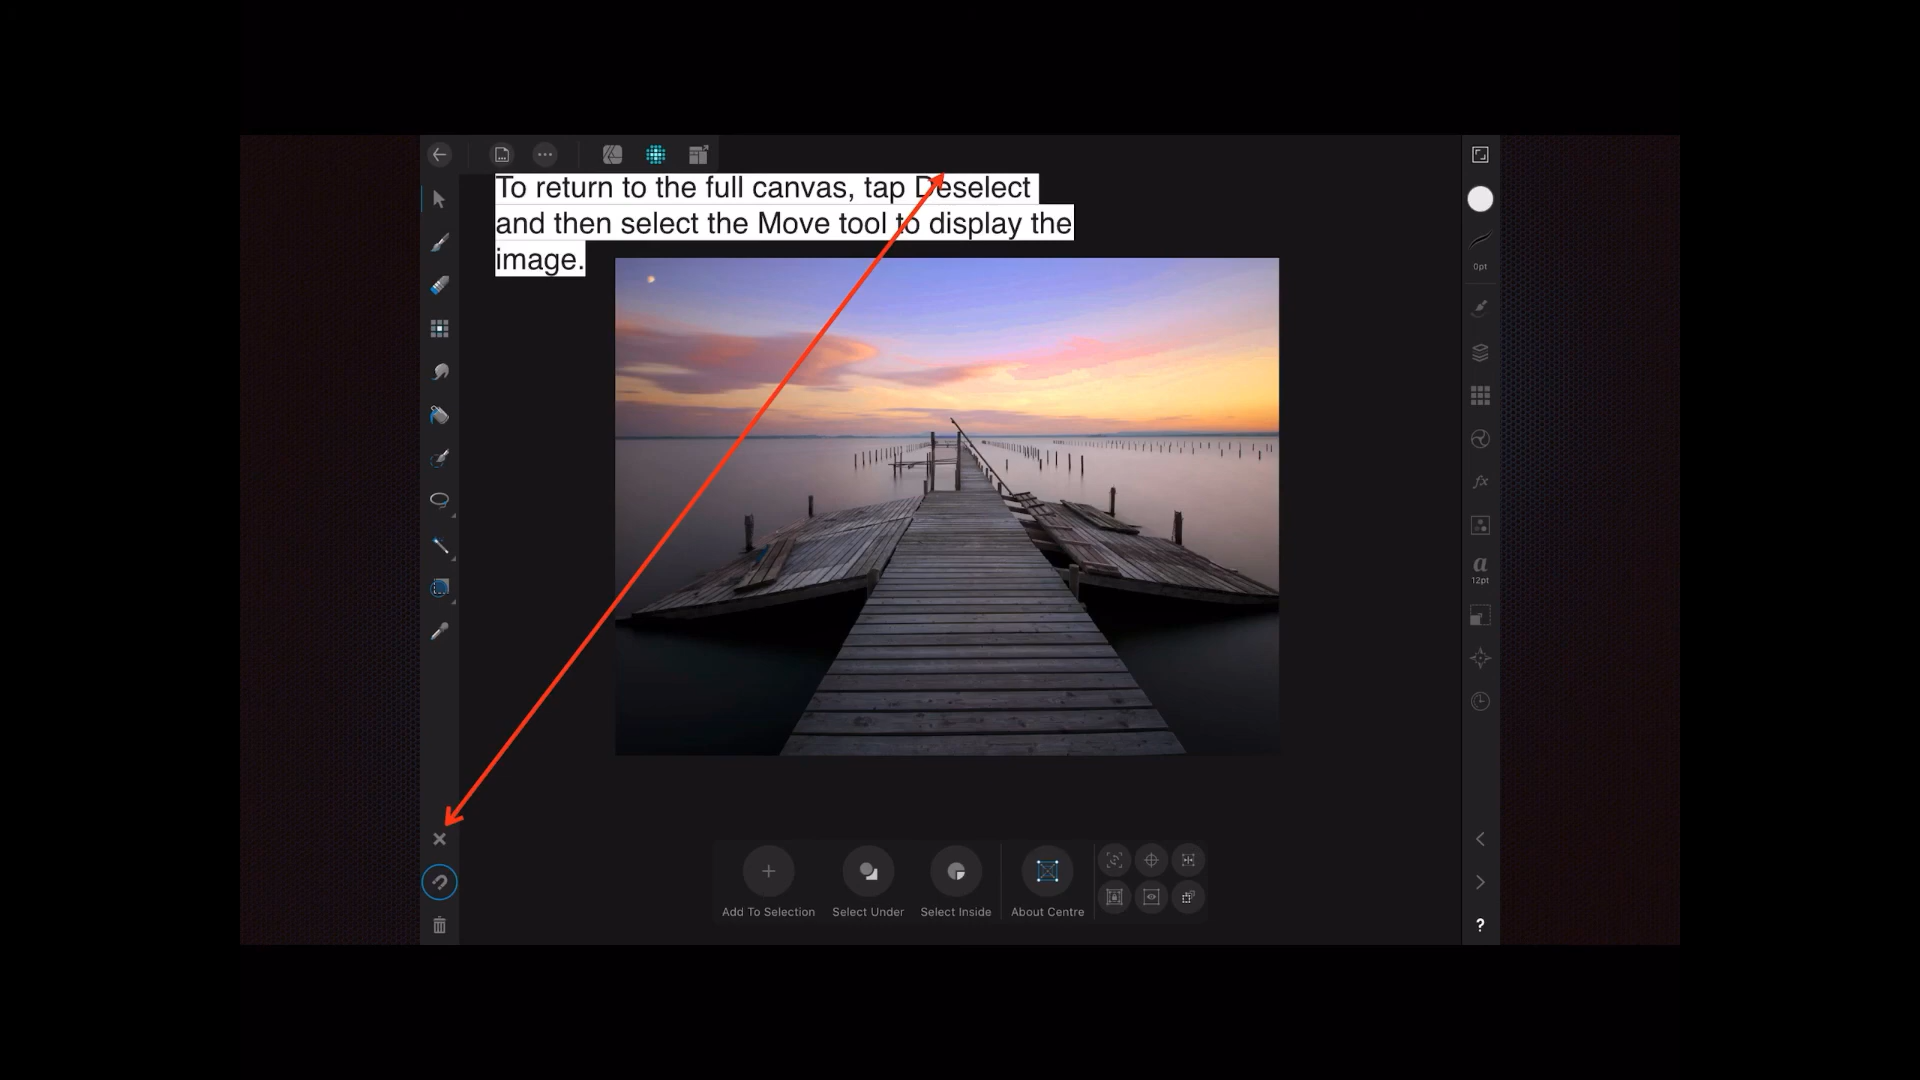 To return to the full canvas, tap Deselect
and then select the Move tool to display the
image.
0pt
fx
a
12pt
Add To Selection
Select Under
Select Inside
About Centre
?